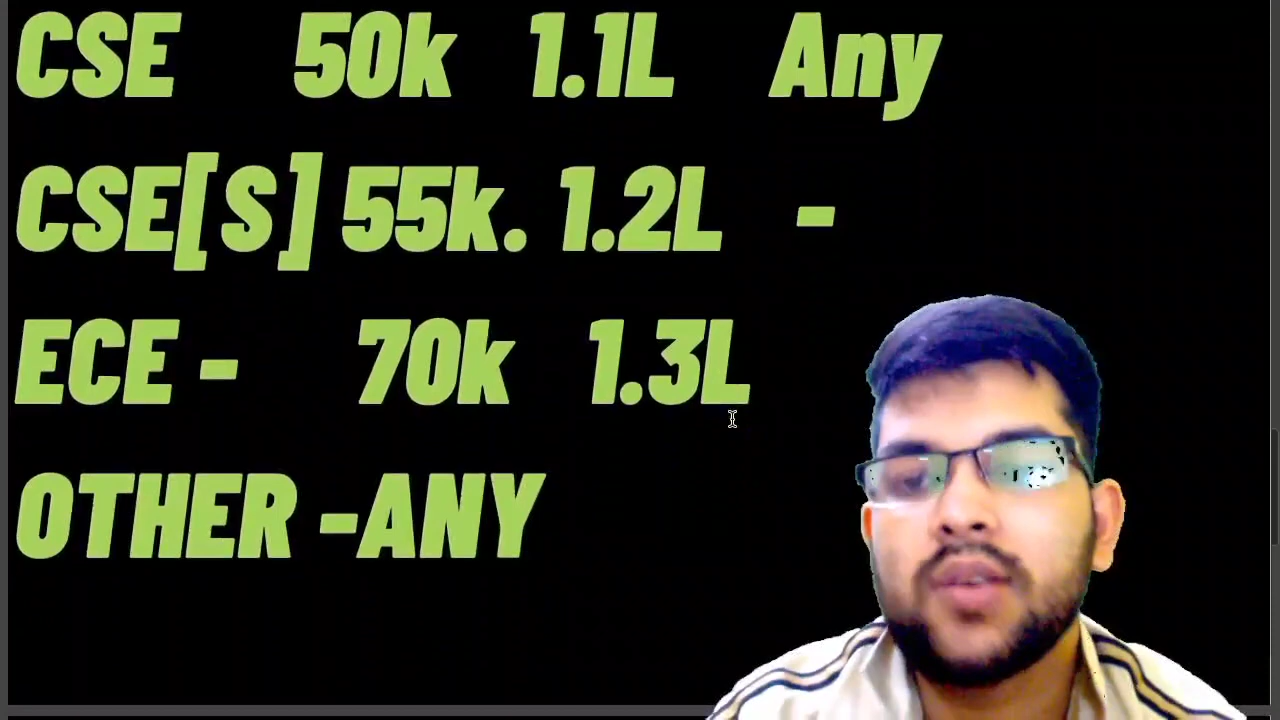 CSE 50k 1.1L Any
CSE[S] 55k. 1.2L -
ECE - 70k 1.3L
OTHER -ANY